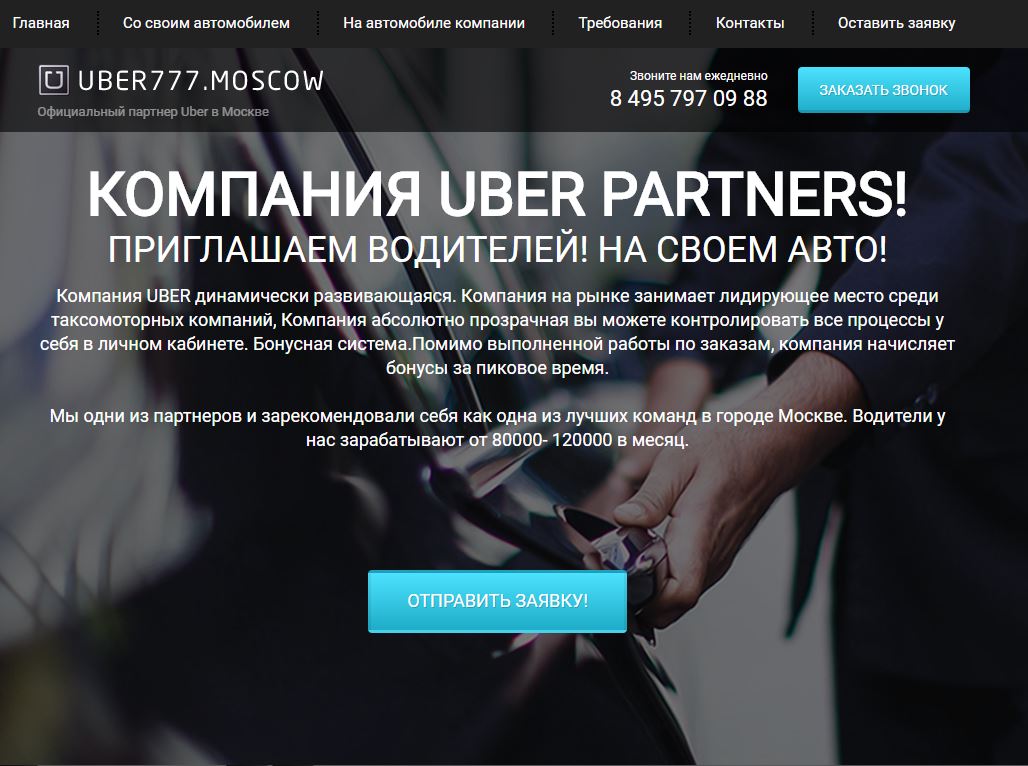 Главная
Со своим автомобилем
На автомобиле компании
Требования
Контакты
Оставить заявку
UBER777.MOSCOW
Официальный партнер Uber в Москве
Звоните нам ежедневно
8 495 797 09 88
ЗАКАЗАТЬ ЗВОНОК
КОМПАНИЯ UBER PARTNERS!
ПРИГЛАШАЕМ ВОДИТЕЛЕЙ! НА СВОЕМ АВТО!
Компания UBER динамически развивающаяся. Компания на рынке занимает лидирующее место среди
таксомоторных компаний, Компания абсолютно прозрачная вы можете контролировать все процессы у
себя в личном кабинете. Бонусная система.Помимо выполненной работы по заказам, компания начисляет
бонусы за пиковое время.
Мы одни из партнеров и зарекомендовали себя как одна из лучших команд в городе Москве. Водители у
нас зарабатывают от 80000- 120000 в месяц.
ОТПРАВИТЬ ЗАЯВКУ!